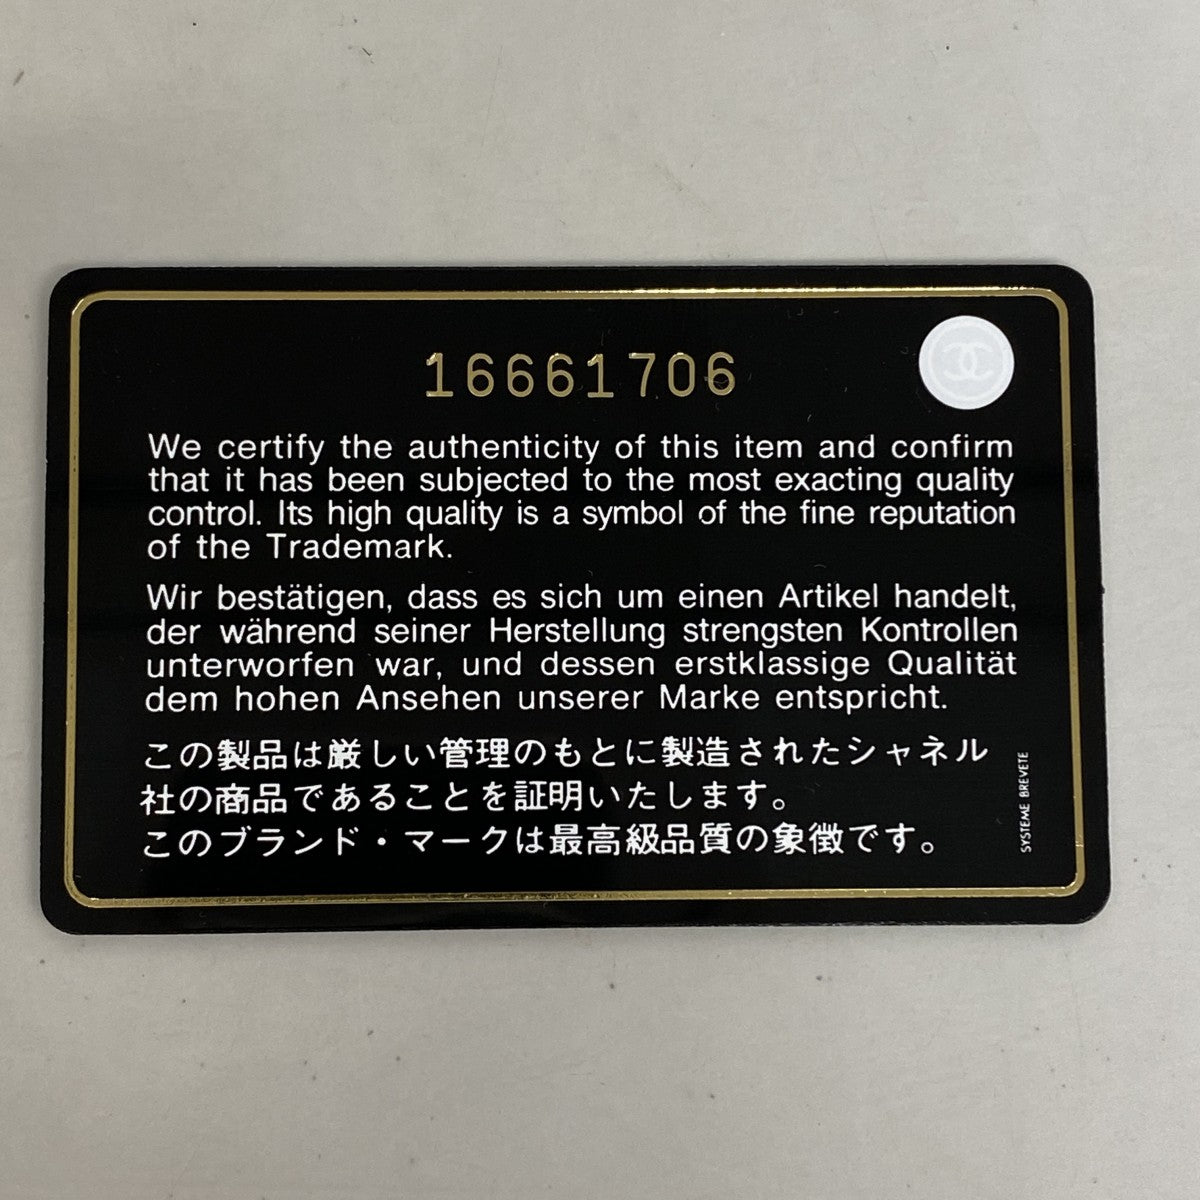 16661706
We certify the authenticity of this item and confirm
that it has been subjected to the most exacting quality
control. Its high quality is a symbol of the fine reputation
of the Trademark.
Wir bestätigen, dass es sich um einen Artikel handelt,
der während seiner Herstellung strengsten Kontrollen
unterworfen war, und dessen erstklassige Qualität
dem hohen Ansehen unserer Marke entspricht.
この製品は厳しい管理のもとに製造されたシャネル
社の商品であることを証明いたします。
このブランド・マークは最高級品質の象徴です。
SYSTEME BREVETE